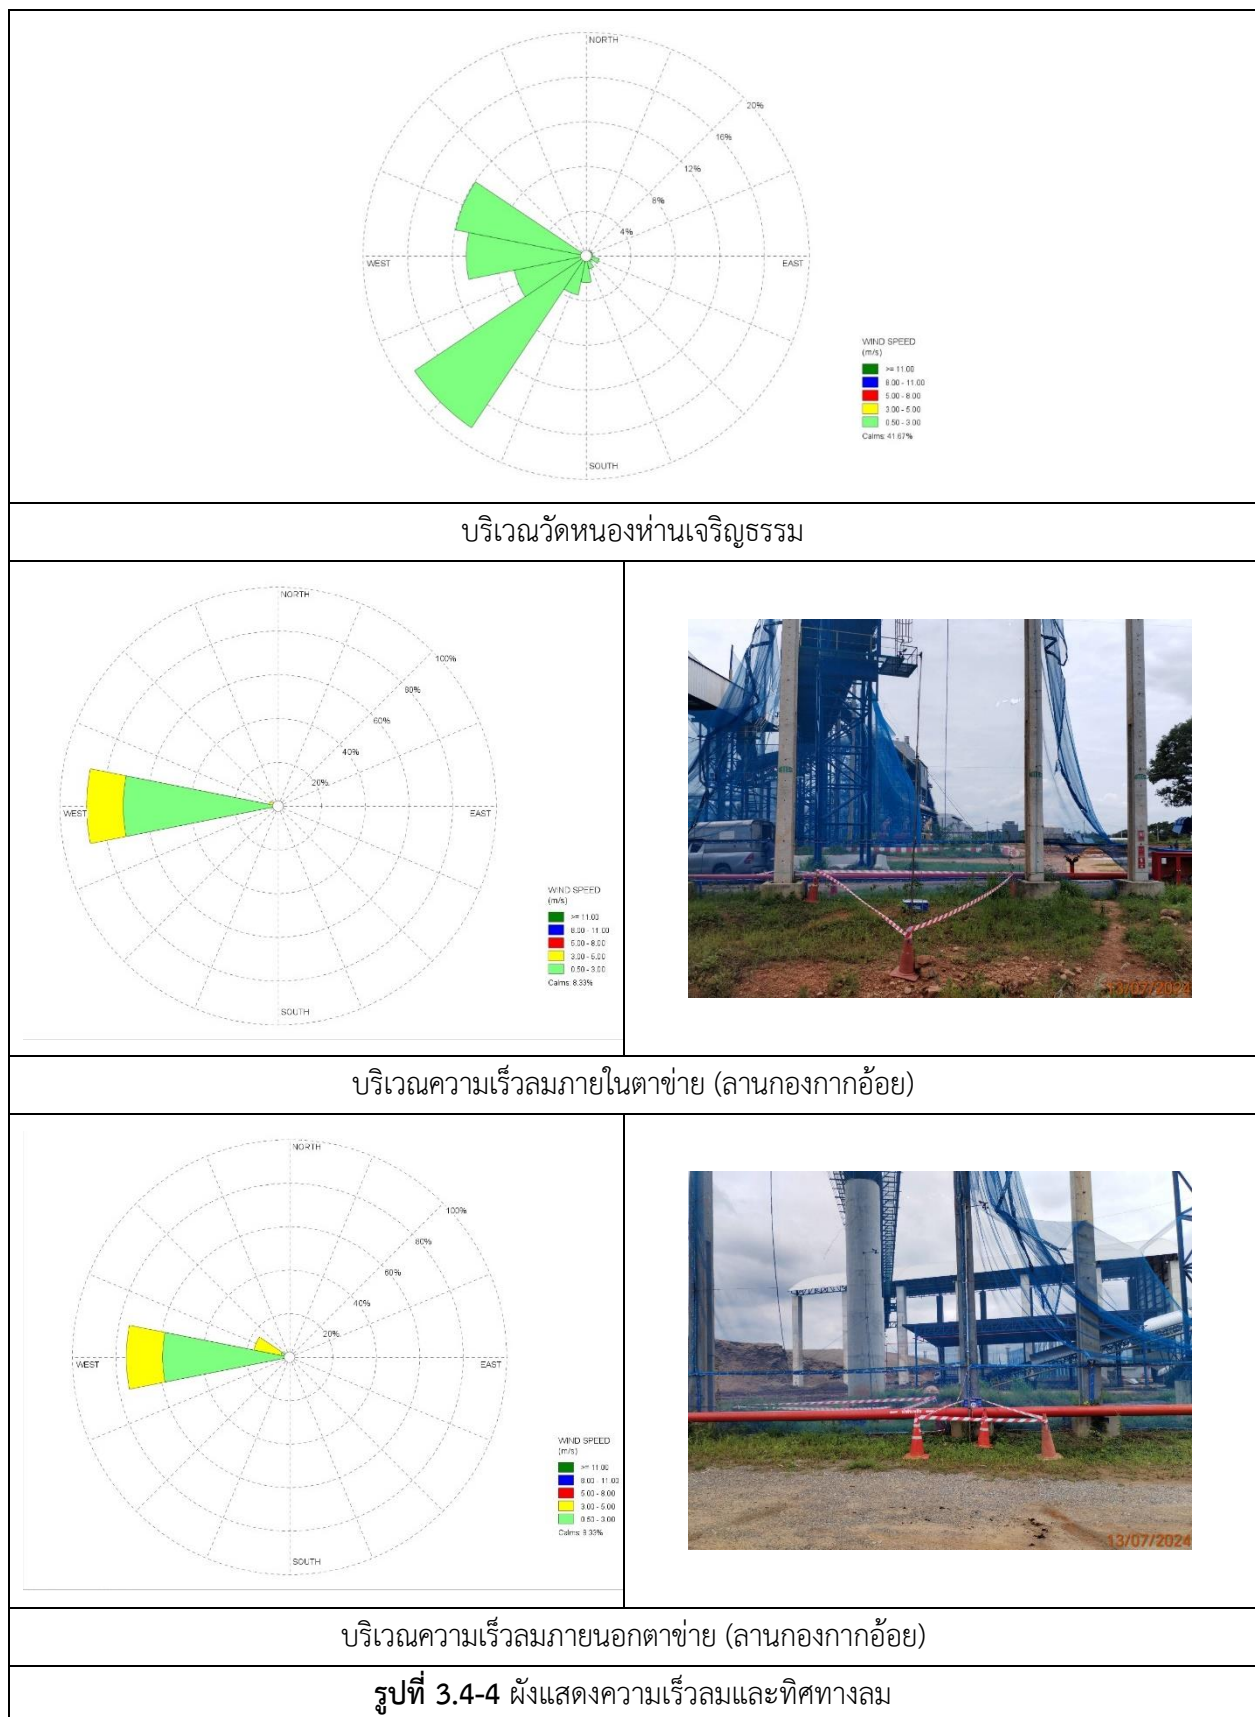 NORTH
20%
16%
12%
8%
4%
WEST
EAST
SOUTH
WIND SPEED
(m/s)
>= 11.00
8.00 - 11.00
5.00 - 8.00
3.00 - 5.00
0.50 - 3.00
Calms: 41.67%
บริเวณวัดหนองห่านเจริญธรรม
NORTH
100%
80%
60%
40%
20%
WEST
EAST
SOUTH
WIND SPEED
(m/s)
>= 11.00
8.00 - 11.00
5.00 - 8.00
3.00 - 5.00
0.50 - 3.00
Calms: 8.33%
13/07/2024
บริเวณความเร็วลมภายในตาข่าย (ลานกองกากอ้อย)
NORTH
100%
80%
60%
40%
20%
WEST
EAST
SOUTH
WIND SPEED
(m/s)
>= 11.00
8.00 - 11.00
5.00 - 8.00
3.00 - 5.00
0.50 - 3.00
Calms: 8.33%
13/07/2024
บริเวณความเร็วลมภายนอกตาข่าย (ลานกองกากอ้อย)
รูปที่ 3.4-4 ผังแสดงความเร็วลมและทิศทางลม